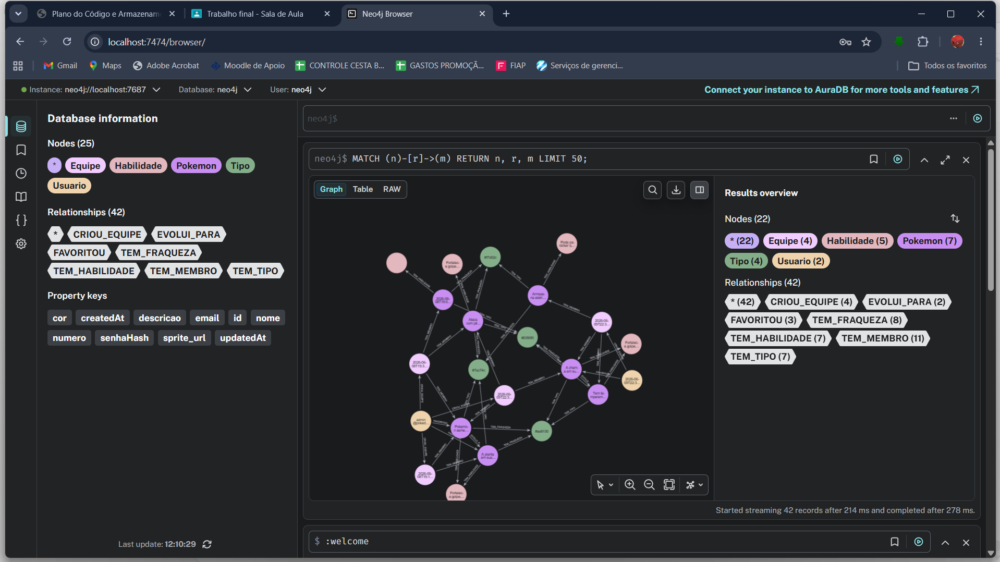 Plano do Código e Armazenam
Trabalho final - Sala de Aula
Neo4j Browser
localhost:7474/browser/
Gmail
Maps
Adobe Acrobat
Moodle de Apoio
CONTROLE CESTA B...
GASTOS PROMOÇÃ...
FIAP
Serviços de gerenci...
Todos os favoritos
Instance: neo4j://localhost:7687
Database: neo4j
User: neo4j
Connect your instance to AuraDB for more tools and features
Database information
Nodes (25)
* Equipe Habilidade Pokemon Tipo
Usuario
Relationships (42)
* CRIOU_EQUIPE EVOLUI_PARA
FAVORITOU TEM_FRAQUEZA
TEM_HABILIDADE TEM_MEMBRO TEM_TIPO
Property keys
cor createdAt descricao email id nome
numero senhaHash sprite_url updatedAt
Last update: 12:10:29
neo4j$
neo4j$ MATCH (n)-[r]->(m) RETURN n, r, m LIMIT 50;
Graph Table RAW
Results overview
Nodes (22)
* (22) Equipe (4) Habilidade (5) Pokemon (7)
Tipo (4) Usuario (2)
Relationships (42)
* (42) CRIOU_EQUIPE (4) EVOLUI_PARA (2)
FAVORITOU (3) TEM_FRAQUEZA (8)
TEM_HABILIDADE (7) TEM_MEMBRO (11)
TEM_TIPO (7)
Started streaming 42 records after 214 ms and completed after 278 ms.
$ :welcome